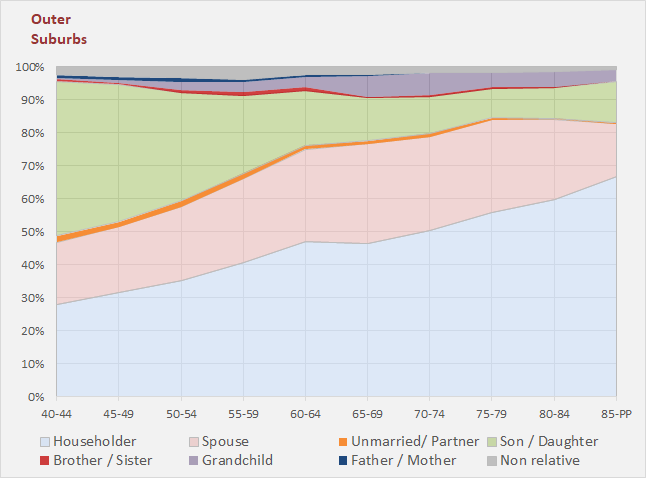 Outer
Suburbs
100%
90%
80%
70%
60%
50%
40%
30%
20%
10%
0%
40-44 45-49 50-54 55-59 60-64 65-69 70-74 75-79 80-84 85-PP
Householder Spouse Unmarried/ Partner Son / Daughter
Brother / Sister Grandchild Father / Mother Non relative